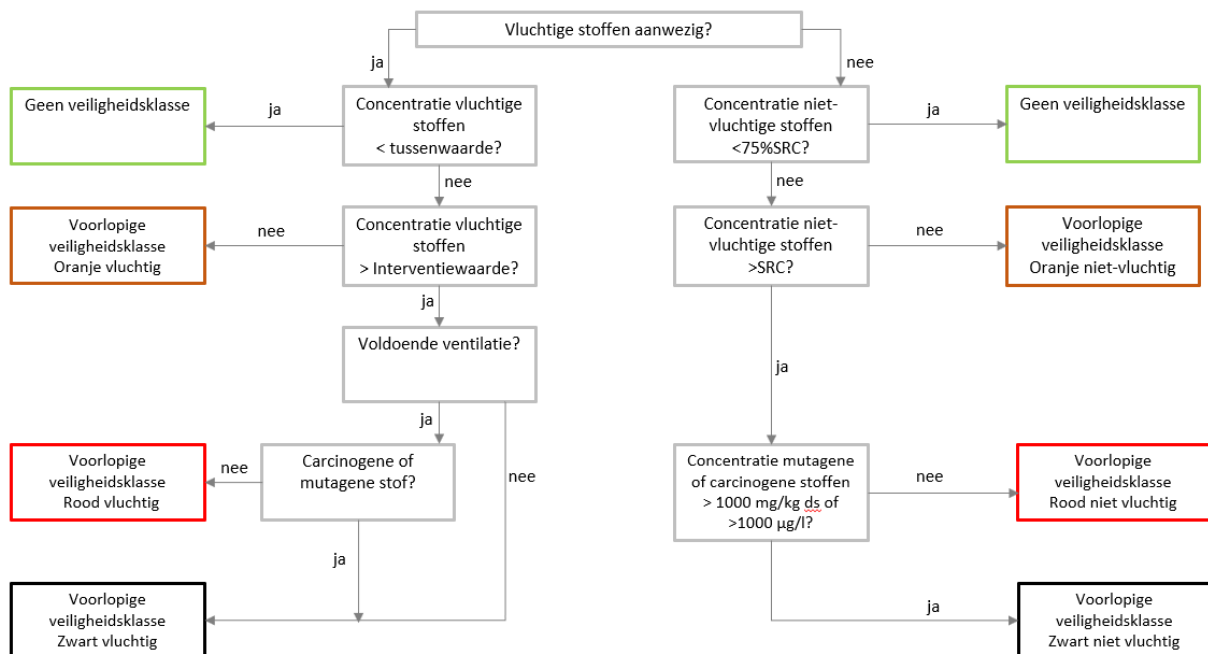 Vluchtige stoffen aanwezig?
ja
nee
Geen veiligheidsklasse
ja
Concentratie vluchtige
stoffen
< tussenwaarde?
Concentratie niet-
vluchtige stoffen
<75%SRC?
ja
Geen veiligheidsklasse
nee
nee
Voorlopige
veiligheidsklasse
Oranje vluchtig
nee
Concentratie vluchtige
stoffen
> Interventiewaarde?
Concentratie niet-
vluchtige stoffen
>SRC?
nee
Voorlopige
veiligheidsklasse
Oranje niet-vluchtig
ja
Voldoende ventilatie?
ja
ja
Voorlopige
veiligheidsklasse
Rood vluchtig
nee
Carcinogene of
mutagene stof?
nee
Concentratie mutagene
of carcinogene stoffen
> 1000 mg/kg ds of
>1000 µg/l?
nee
Voorlopige
veiligheidsklasse
Rood niet vluchtig
ja
Voorlopige
veiligheidsklasse
Zwart vluchtig
ja
Voorlopige
veiligheidsklasse
Zwart niet vluchtig